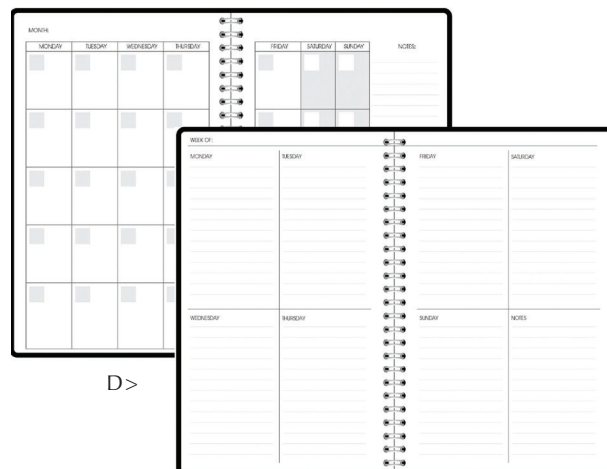 MONTH:
MONDAY TUESDAY WEDNESDAY THURSDAY FRIDAY SATURDAY SUNDAY NOTES:
WEEK OF:
MONDAY TUESDAY FRIDAY SATURDAY
WEDNESDAY THURSDAY SUNDAY NOTES
D>